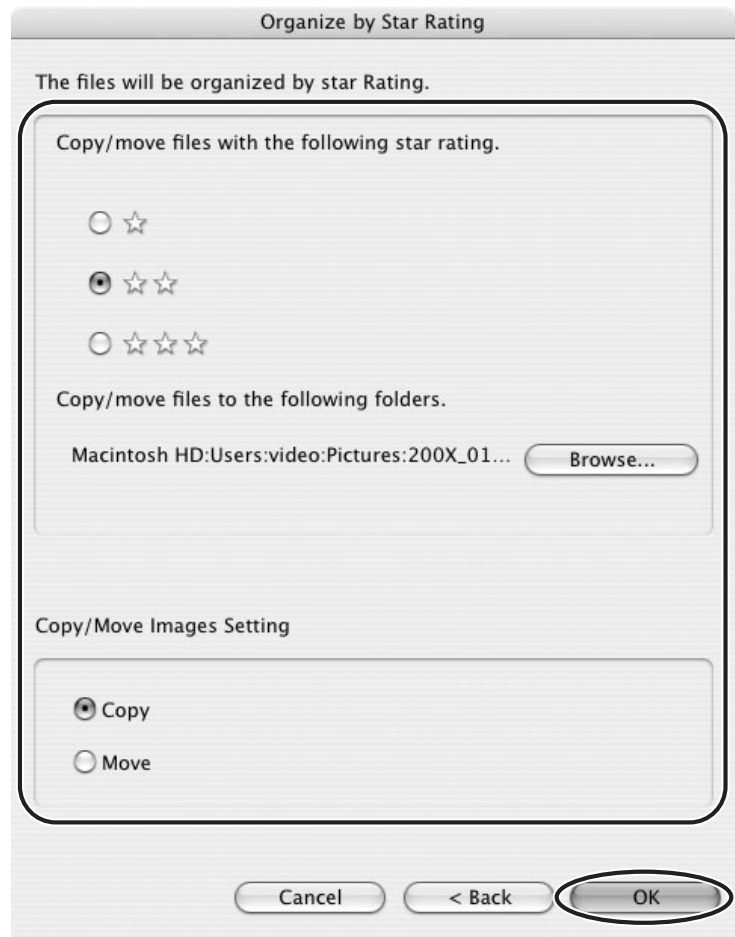 Organize by Star Rating
The files will be organized by star Rating.
Copy/move files with the following star rating.
Copy/move files to the following folders.
Macintosh HD:Users:video:Pictures:200X_01... Browse...
Copy/Move Images Setting
Copy
Move
Cancel < Back OK